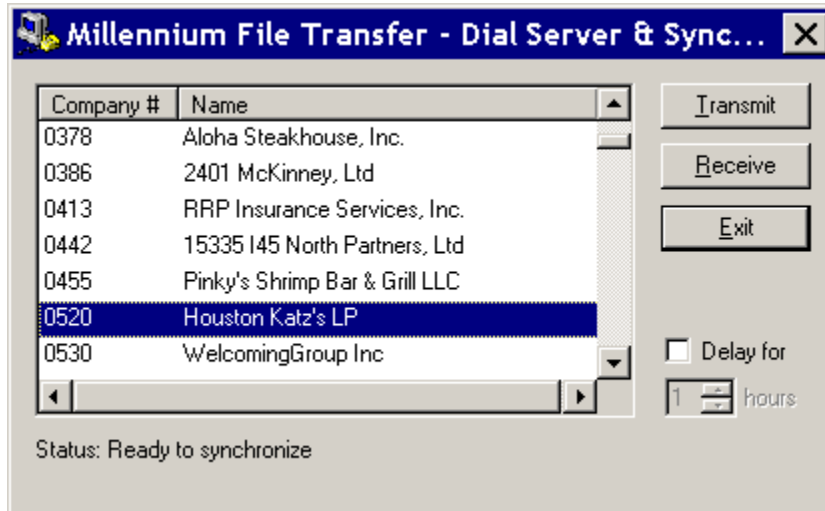 Millennium File Transfer - Dial Server & Sync...
Company # Name
0378 Aloha Steakhouse, Inc.
0386 2401 McKinney, Ltd
0413 RRP Insurance Services, Inc.
0442 15335 I45 North Partners, Ltd
0455 Pinky's Shrimp Bar & Grill LLC
0520 Houston Katz's LP
0530 WelcomingGroup Inc
Transmit
Receive
Exit
Delay for
1 hours
Status: Ready to synchronize